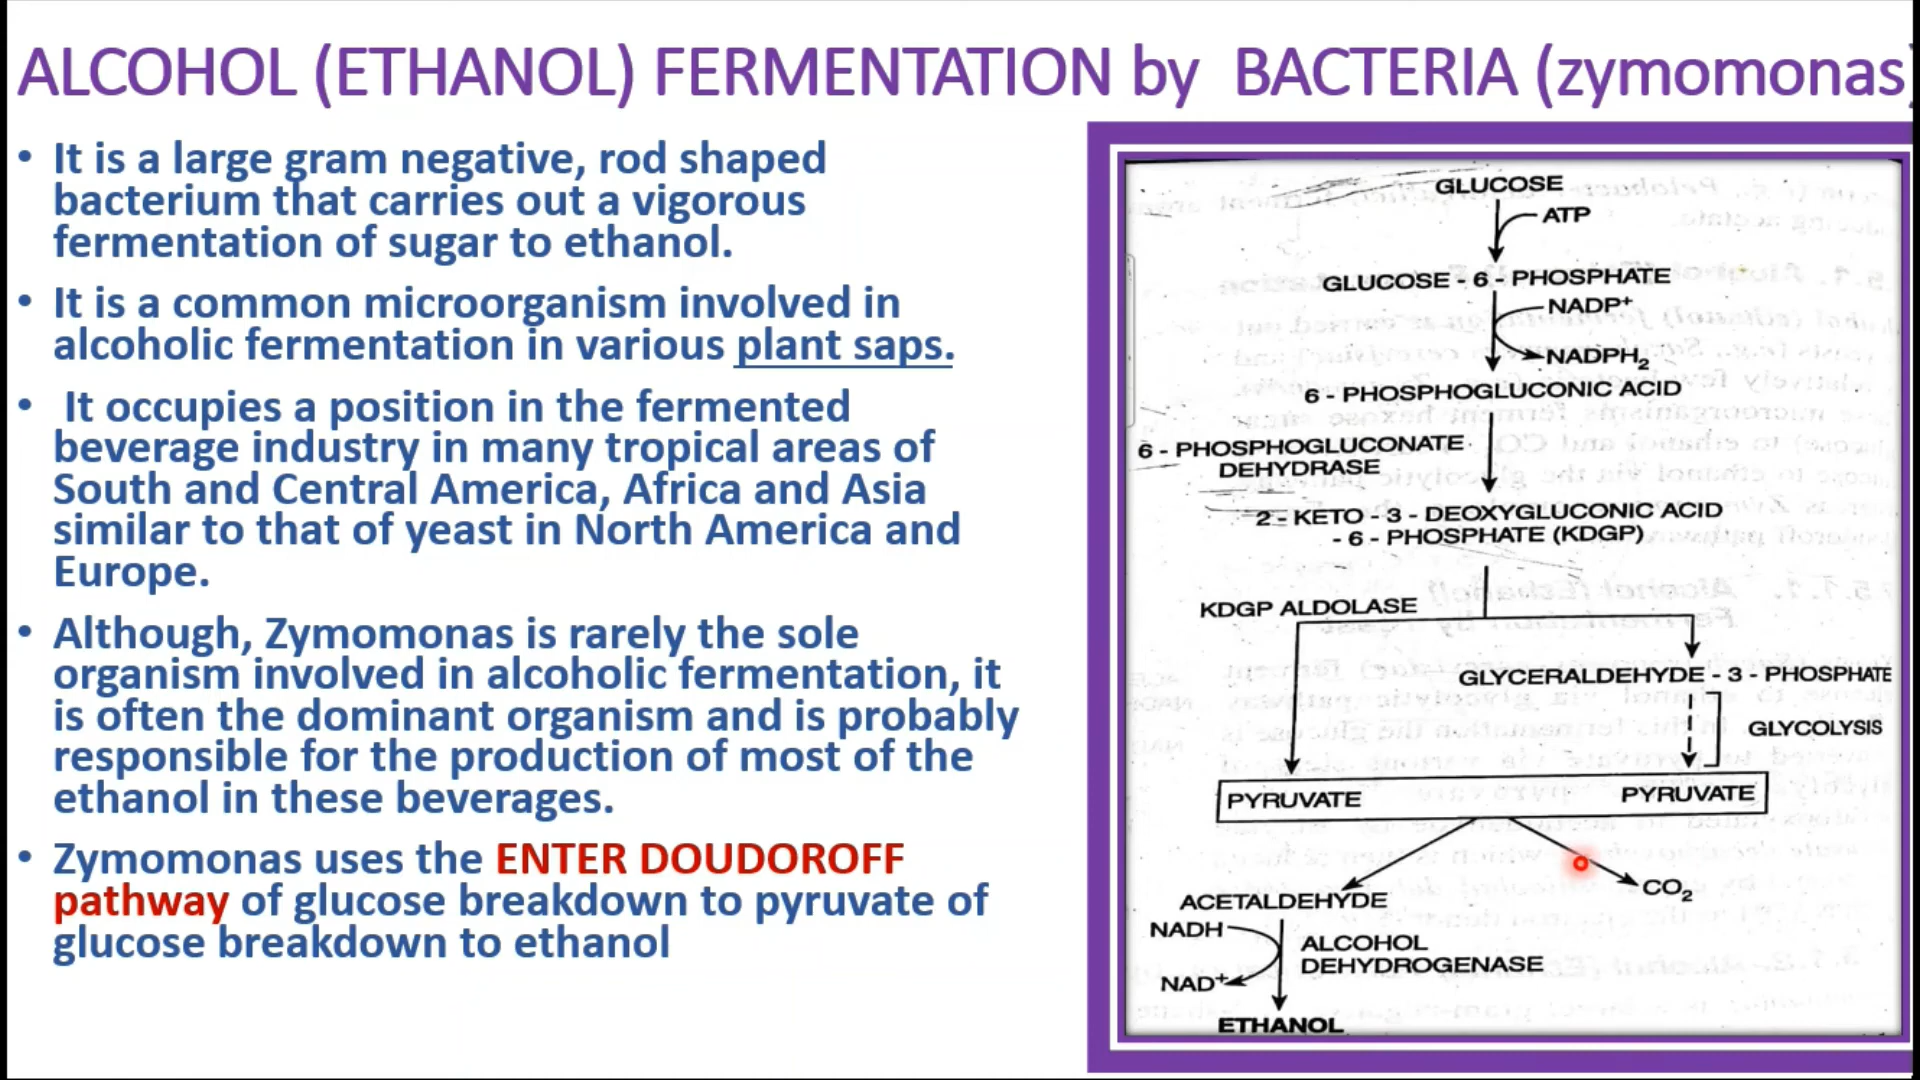 ALCOHOL (ETHANOL) FERMENTATION by BACTERIA (zymomonas)
• It is a large gram negative, rod shaped
bacterium that carries out a vigorous
fermentation of sugar to ethanol.
• It is a common microorganism involved in
alcoholic fermentation in various plant saps.
• It occupies a position in the fermented
beverage industry in many tropical areas of
South and Central America, Africa and Asia
similar to that of yeast in North America and
Europe.
• Although, Zymomonas is rarely the sole
organism involved in alcoholic fermentation, it
is often the dominant organism and is probably
responsible for the production of most of the
ethanol in these beverages.
• Zymomonas uses the ENTER DOUDOROFF
pathway of glucose breakdown to pyruvate of
glucose breakdown to ethanol
GLUCOSE
ATP
GLUCOSE - 6 - PHOSPHATE
NADP+
NADPH2
6 - PHOSPHOGLUCONIC ACID
6 - PHOSPHOGLUCONATE
DEHYDRASE
2 - KETO - 3 - DEOXYGLUCONIC ACID
- 6 - PHOSPHATE (KDGP)
KDGP ALDOLASE
GLYCERALDEHYDE - 3 - PHOSPHATE
GLYCOLYSIS
PYRUVATE PYRUVATE
CO2
ACETALDEHYDE
NADH
ALCOHOL
DEHYDROGENASE
NAD+
ETHANOL